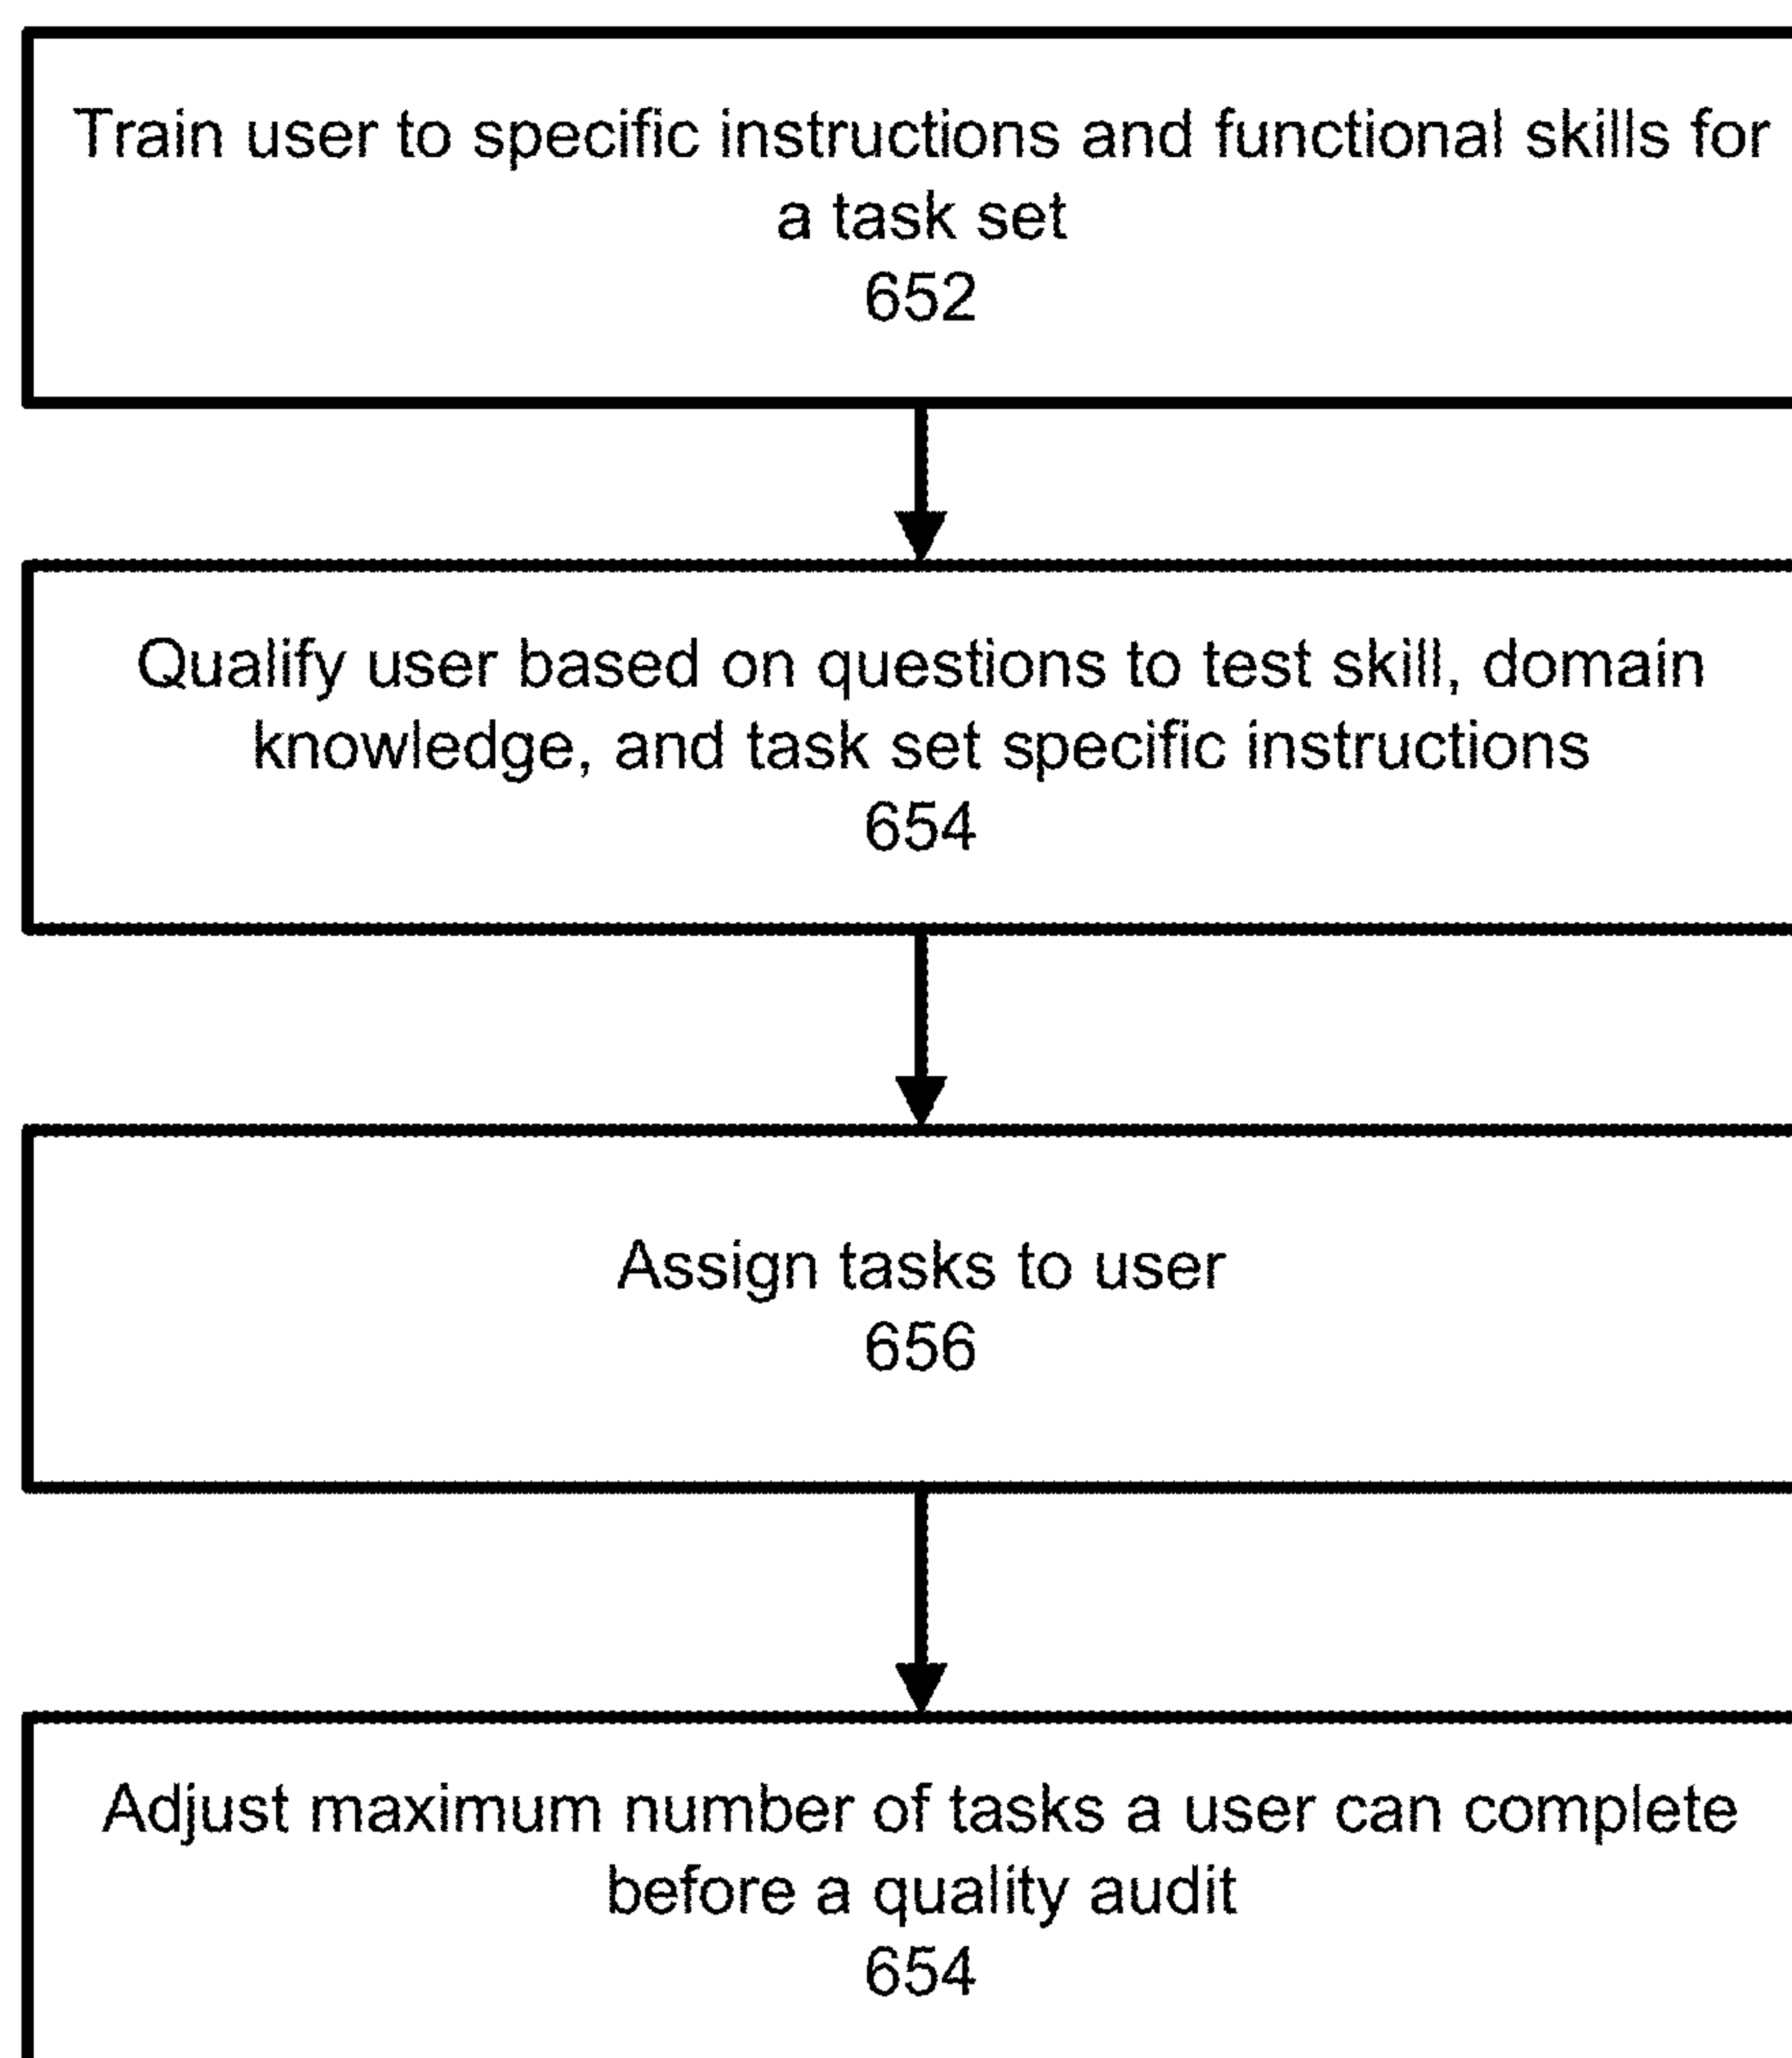 Train user to specific instructions and functional skills for
a task set
652
Qualify user based on questions to test skill, domain
knowledge, and task set specific instructions
654
Assign tasks to user
656
Adjust maximum number of tasks a user can complete
before a quality audit
654